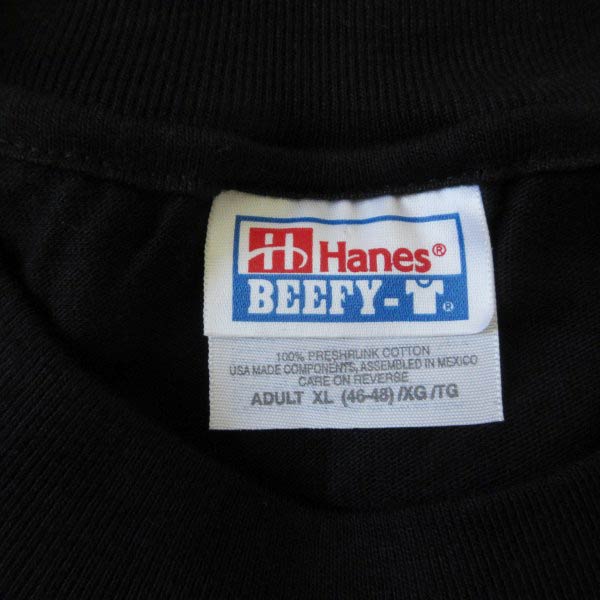 Hanes®
BEEFY-T®
100% PRESHRUNK COTTON
USA MADE COMPONENTS, ASSEMBLED IN MEXICO
CARE ON REVERSE
ADULT XL (46-48) /XG /TG